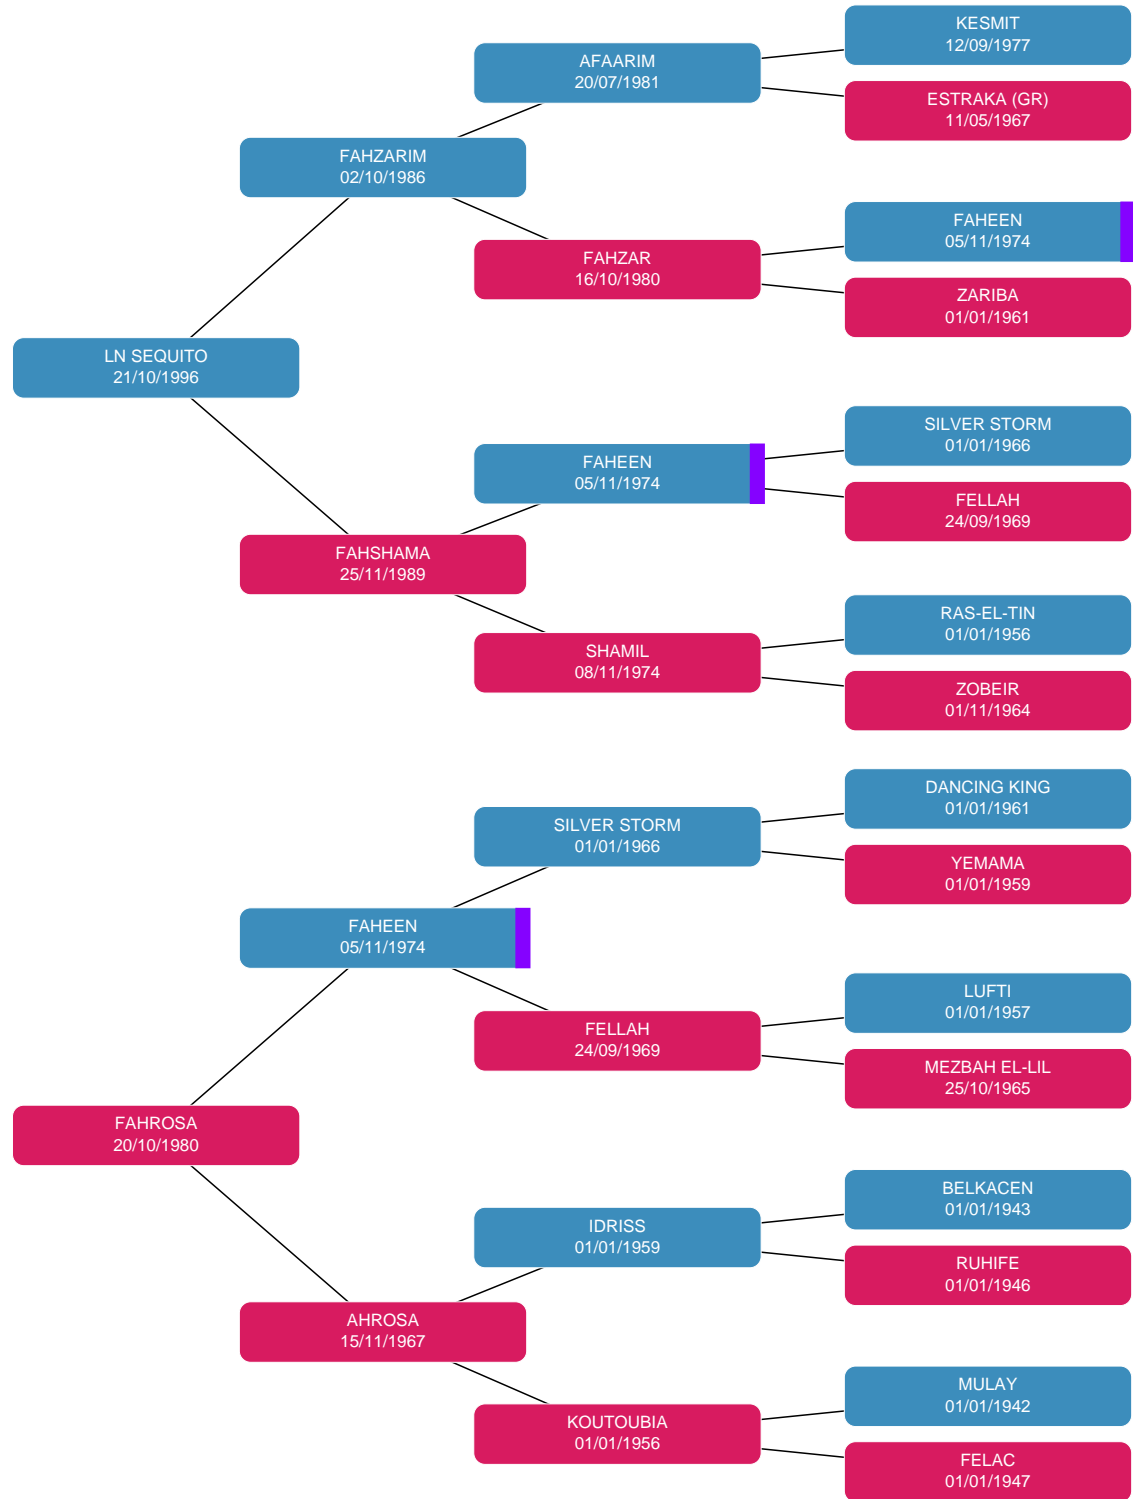 KESMIT
12/09/1977
AFAARIM
20/07/1981
ESTRAKA (GR)
11/05/1967
FAHZARIM
02/10/1986
FAHEEN
05/11/1974
FAHZAR
16/10/1980
ZARIBA
01/01/1961
LN SEQUITO
21/10/1996
SILVER STORM
01/01/1966
FAHEEN
05/11/1974
FELLAH
24/09/1969
FAHSHAMA
25/11/1989
RAS-EL-TIN
01/01/1956
SHAMIL
08/11/1974
ZOBEIR
01/11/1964
DANCING KING
01/01/1961
SILVER STORM
01/01/1966
YEMAMA
01/01/1959
FAHEEN
05/11/1974
LUFTI
01/01/1957
FELLAH
24/09/1969
MEZBAH EL-LIL
25/10/1965
FAHROSA
20/10/1980
BELKACEN
01/01/1943
IDRISS
01/01/1959
RUHIFE
01/01/1946
AHROSA
15/11/1967
MULAY
01/01/1942
KOUTOUBIA
01/01/1956
FELAC
01/01/1947